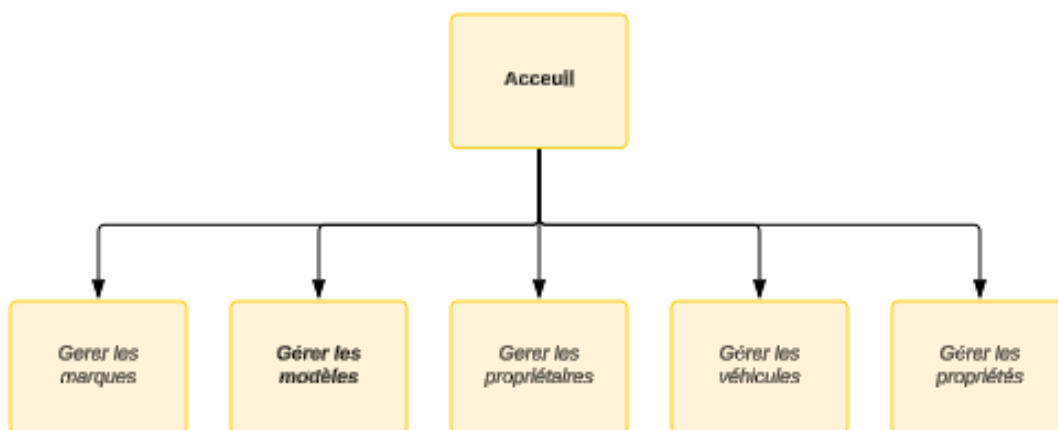 Acceuil
Gerer les
marques
Gérer les
modèles
Gerer les
propriétaires
Gérer les
véhicules
Gérer les
propriétés